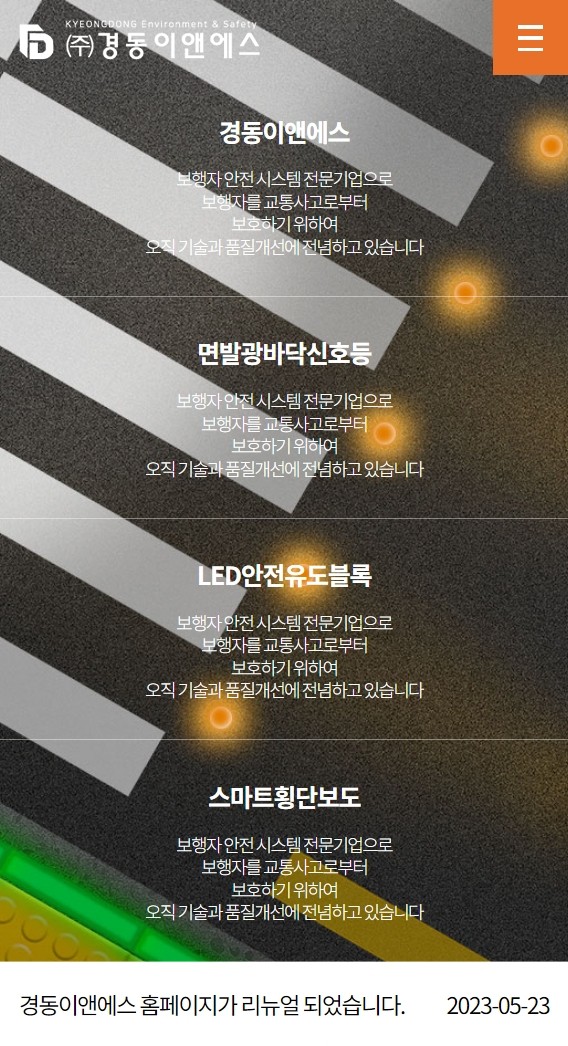 KYEONGDONG Environment & Safety
㈜경동이앤에스
경동이앤에스
보행자 안전 시스템 전문기업으로
보행자를 교통사고로부터
보호하기 위하여
오직 기술과 품질개선에 전념하고 있습니다
면발광바닥신호등
보행자 안전 시스템 전문기업으로
보행자를 교통사고로부터
보호하기 위하여
오직 기술과 품질개선에 전념하고 있습니다
LED안전유도블록
보행자 안전 시스템 전문기업으로
보행자를 교통사고로부터
보호하기 위하여
오직 기술과 품질개선에 전념하고 있습니다
스마트횡단보도
보행자 안전 시스템 전문기업으로
보행자를 교통사고로부터
보호하기 위하여
오직 기술과 품질개선에 전념하고 있습니다
경동이앤에스 홈페이지가 리뉴얼 되었습니다. 2023-05-23